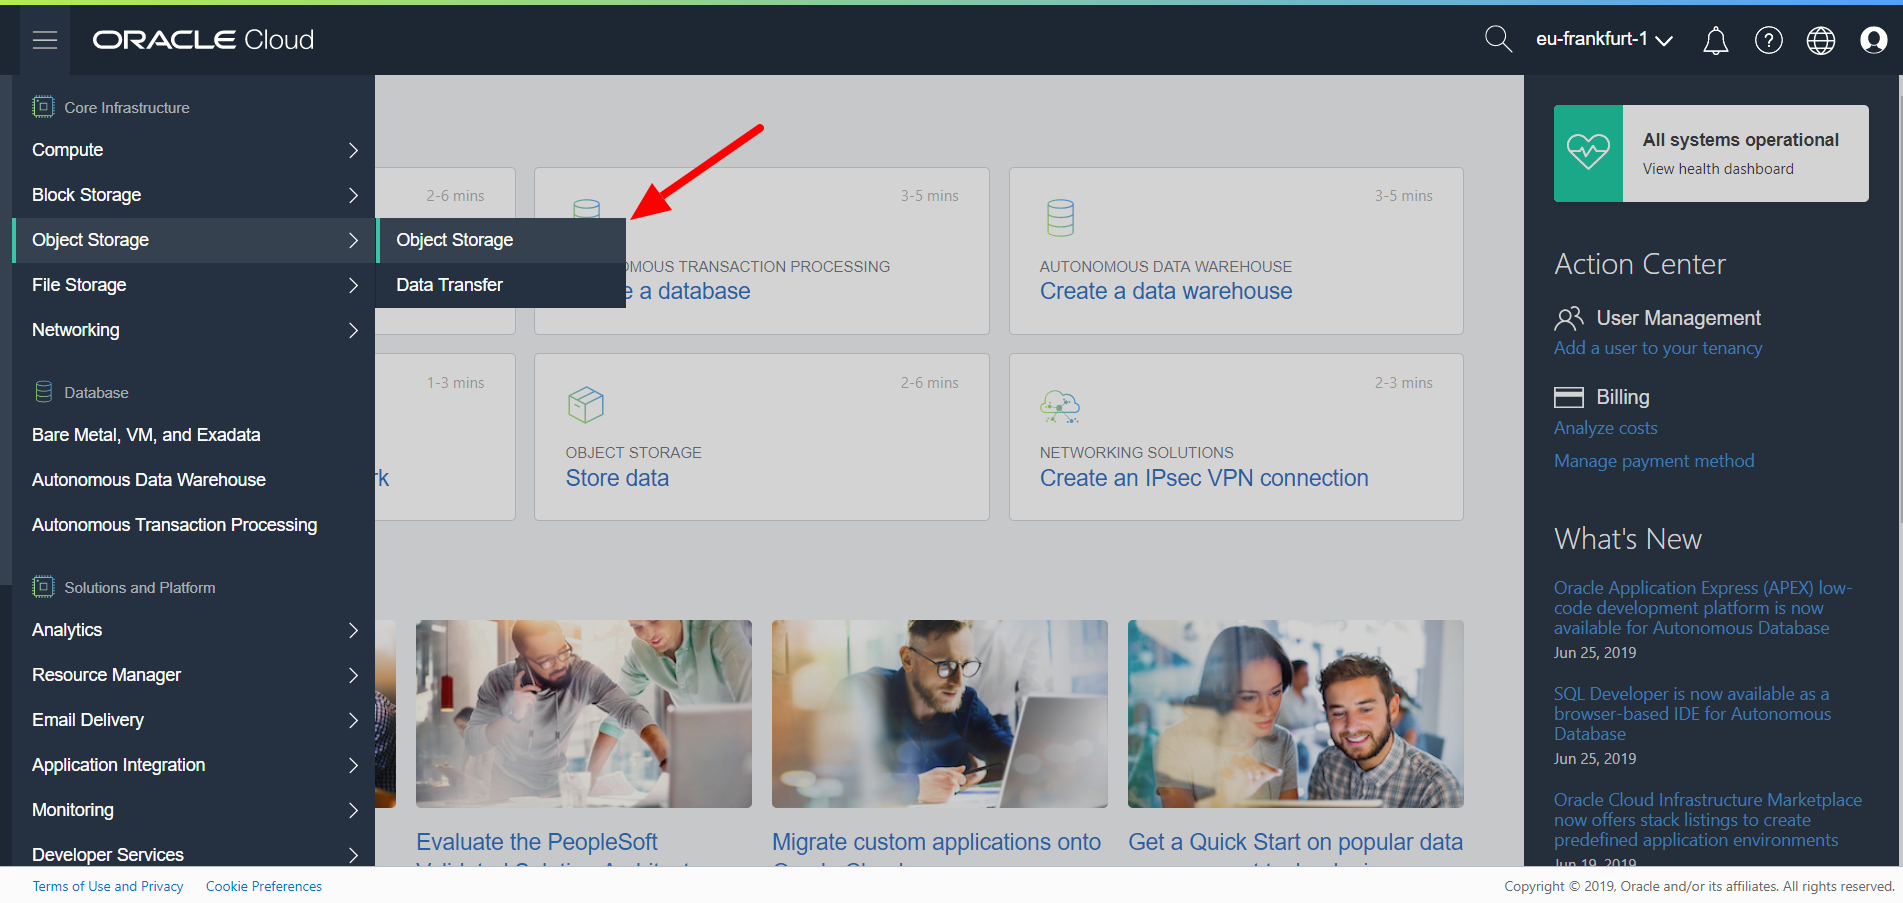 ORACLE Cloud
eu-frankfurt-1
Core Infrastructure
Compute
Block Storage
Object Storage
File Storage
Networking
Database
Bare Metal, VM, and Exadata
Autonomous Data Warehouse
Autonomous Transaction Processing
Solutions and Platform
Analytics
Resource Manager
Email Delivery
Application Integration
Monitoring
Developer Services
Object Storage
Data Transfer
2-6 mins
3-5 mins
TRANSACTION PROCESSING
a database
3-5 mins
AUTONOMOUS DATA WAREHOUSE
Create a data warehouse
1-3 mins
2-6 mins
OBJECT STORAGE
Store data
2-3 mins
NETWORKING SOLUTIONS
Create an IPsec VPN connection
Evaluate the PeopleSoft
Migrate custom applications onto
Get a Quick Start on popular data
All systems operational
View health dashboard
Action Center
User Management
Add a user to your tenancy
Billing
Analyze costs
Manage payment method
What's New
Oracle Application Express (APEX) low-
code development platform is now
available for Autonomous Database
Jun 25, 2019
SQL Developer is now available as a
browser-based IDE for Autonomous
Database
Jun 25, 2019
Oracle Cloud Infrastructure Marketplace
now offers stack listings to create
predefined application environments
Jun 19, 2019
Terms of Use and Privacy
Cookie Preferences
Copyright © 2019, Oracle and/or its affiliates. All rights reserved.